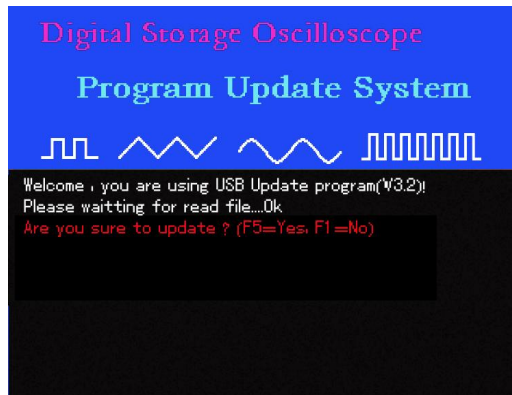 Digital Storage Oscilloscope
Program Update System
Welcome , you are using USB Update program(V3.2)!
Please waitting for read file....Ok
Are you sure to update ? (F5=Yes, F1=No)